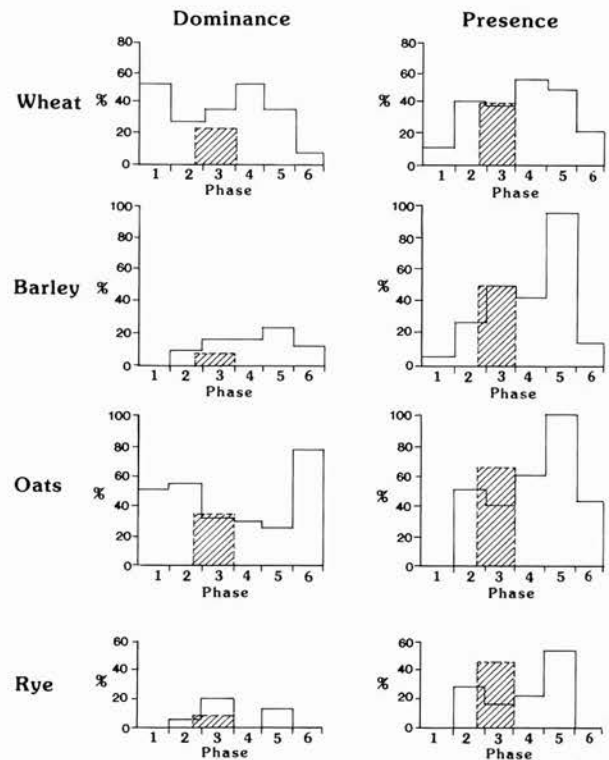 Dominance Presence
80 80
60 60
Wheat % 40 40
20 20
0 0
1 2 3 4 5 6 1 2 3 4 5 6
Phase Phase
100 100
80 80
60 60
Barley % 40 40
20 20
0 0
1 2 3 4 5 6 1 2 3 4 5 6
Phase Phase
100 100
80 80
60 60
Oats % 40 % 40
20 20
0 0
1 2 3 4 5 6 1 2 3 4 5 6
Phase Phase
60 60
40 40
Rye % 20 % 20
0 0
1 2 3 4 5 6 1 2 3 4 5 6
Phase Phase